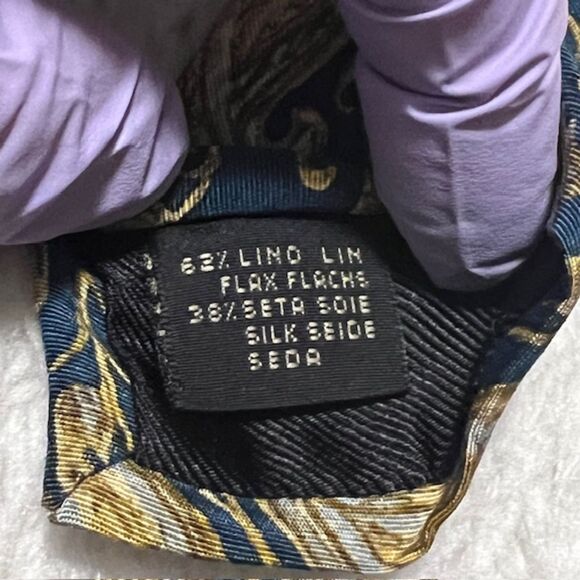 62% LINO LIN
FLAX FLACHS
38% SETA SOIE
SILK SEIDE
SEDA